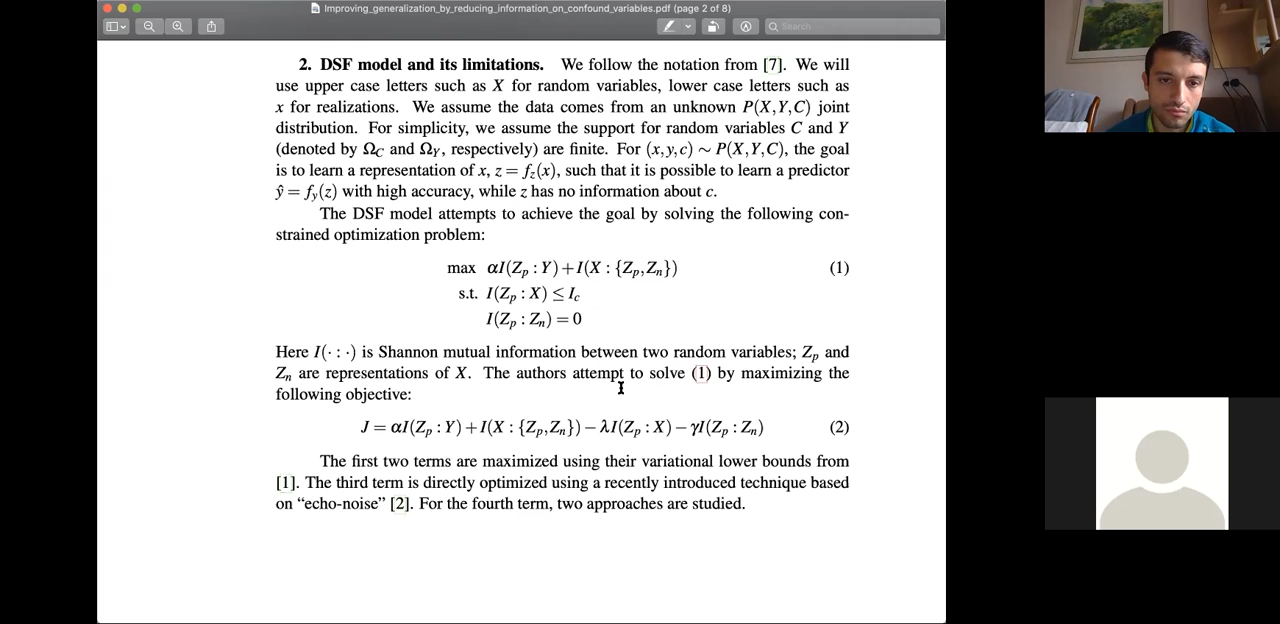 Improving_generalization_by_reducing_information_on_confound_variables.pdf (page 2 of 8)
Search
2. DSF model and its limitations. We follow the notation from [7]. We will
use upper case letters such as X for random variables, lower case letters such as
x for realizations. We assume the data comes from an unknown P(X,Y,C) joint
distribution. For simplicity, we assume the support for random variables C and Y
(denoted by Ω_C and Ω_Y, respectively) are finite. For (x,y,c) ∼ P(X,Y,C), the goal
is to learn a representation of x, z = f_z(x), such that it is possible to learn a predictor
ŷ = f_y(z) with high accuracy, while z has no information about c.
The DSF model attempts to achieve the goal by solving the following con-
strained optimization problem:
max αI(Z_p : Y) + I(X : {Z_p, Z_n}) (1)
s.t. I(Z_p : X) ≤ I_c
I(Z_p : Z_n) = 0
Here I(· : ·) is Shannon mutual information between two random variables; Z_p and
Z_n are representations of X. The authors attempt to solve (1) by maximizing the
following objective:
J = αI(Z_p : Y) + I(X : {Z_p, Z_n}) − λI(Z_p : X) − γI(Z_p : Z_n) (2)
The first two terms are maximized using their variational lower bounds from
[1]. The third term is directly optimized using a recently introduced technique based
on “echo-noise” [2]. For the fourth term, two approaches are studied.